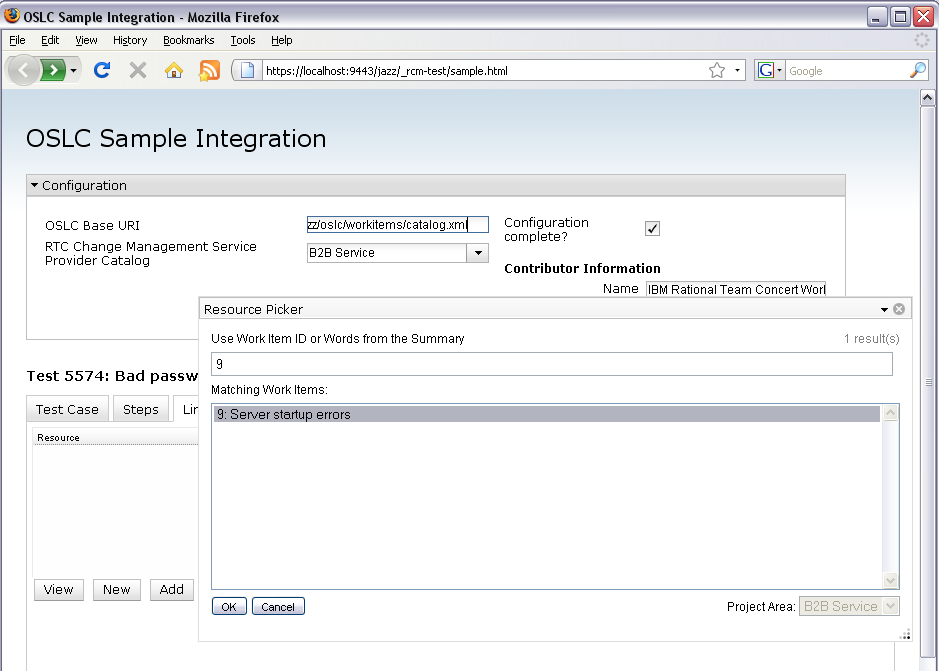 OSLC Sample Integration - Mozilla Firefox
File Edit View History Bookmarks Tools Help
https://localhost:9443/jazz/_rcm-test/sample.html
G Google
OSLC Sample Integration
Configuration
OSLC Base URI
zz/oslc/workitems/catalog.xml
Configuration
complete?
RTC Change Management Service
Provider Catalog
B2B Service
Contributor Information
Name IBM Rational Team Concert Worl
Resource Picker
Use Work Item ID or Words from the Summary
1 result(s)
9
Matching Work Items:
9: Server startup errors
OK Cancel
Project Area: B2B Service
Test 5574: Bad passw
Test Case Steps Lin
Resource
View New Add